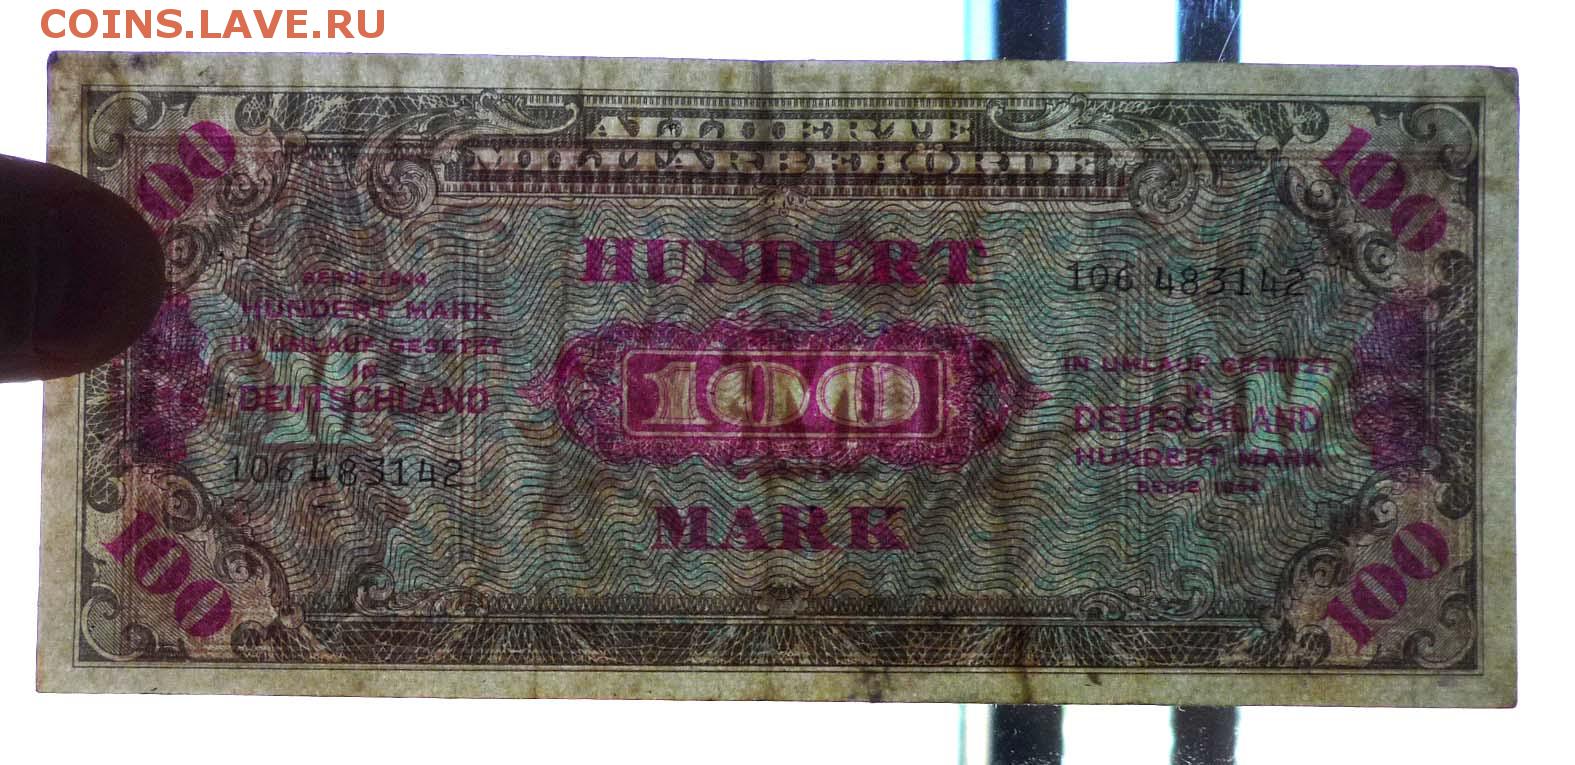 COINS.LAVE.RU
ALLIIERTE
MILITÄRBEHÖRDE
100
100
HUNDERT
SERIE 1944
HUNDERT MARK
IN UMLAUF GESETZT
IN
DEUTSCHLAND
106 483142
100
MARK
106 483142
IN UMLAUF GESETZT
IN
DEUTSCHLAND
HUNDERT MARK
SERIE 1944
100
100